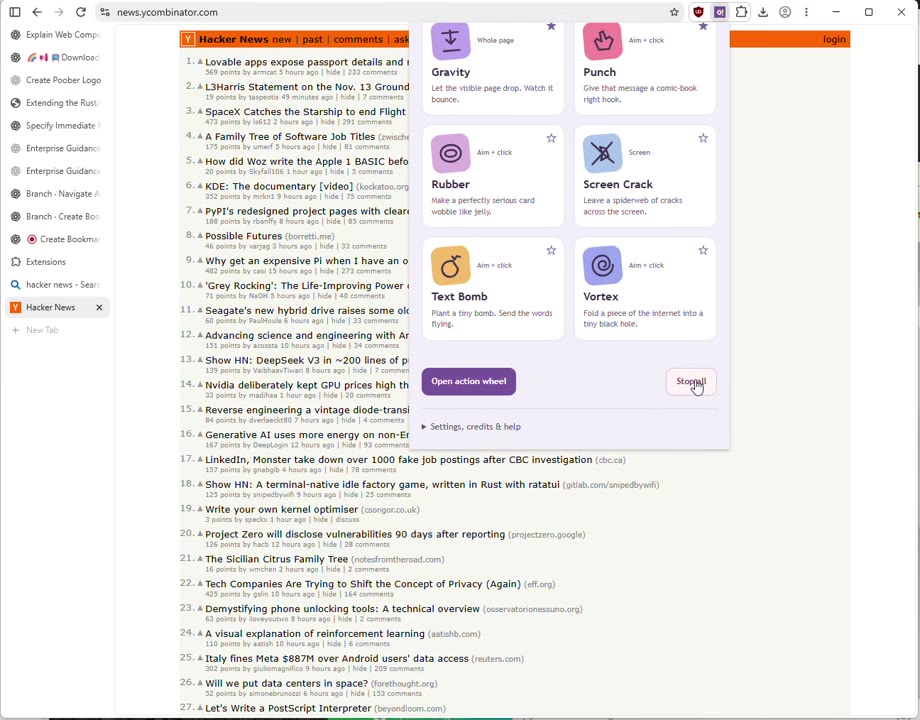 news.ycombinator.com
Explain Web Compo
Download
Create Poober Logo
Extending the Rust
Specify Immediate
Enterprise Guidance
Enterprise Guidance
Branch - Navigate A
Branch - Create Boo
Create Bookmar
Extensions
hacker news - Searc
Hacker News
New Tab
Y Hacker News new | past | comments | ask
login
1. Lovable apps expose passport details and
569 points by armcat 5 hours ago | hide | 233 comments
2. L3Harris Statement on the Nov. 13 Ground
19 points by taspeotis 49 minutes ago | hide | 7 comments
3. SpaceX Catches the Starship to end Flight
473 points by ls612 2 hours ago | hide | 291 comments
4. A Family Tree of Software Job Titles (zwische
175 points by umerf 5 hours ago | hide | 81 comments
5. How did Woz write the Apple 1 BASIC befo
20 points by Skyfall106 1 hour ago | hide | 5 comments
6. KDE: The documentary [video] (kockatoo.org
352 points by mrkn1 9 hours ago | hide | 75 comments
7. PyPI's redesigned project pages with clear
188 points by rbanffy 8 hours ago | hide | 85 comments
8. Possible Futures (borretti.me)
46 points by varjag 3 hours ago | hide | 33 comments
9. Why get an expensive Pi when I have an o
482 points by casi 15 hours ago | hide | 273 comments
10. 'Grey Rocking': The Life-Improving Power
71 points by NaOH 5 hours ago | hide | 40 comments
11. Seagate's new hybrid drive raises some old
60 points by PaulHoule 6 hours ago | hide | 33 comments
12. Advancing science and engineering with Ar
151 points by acossta 10 hours ago | hide | 34 comments
13. Show HN: DeepSeek V3 in ~200 lines of p
139 points by VaibhavTiwari 8 hours ago | hide | 7 commen
14. Nvidia deliberately kept GPU prices high th
33 points by madihaa 1 hour ago | hide | 20 comments
15. Reverse engineering a vintage diode-transi
84 points by dverlaeckt80 7 hours ago | hide | 4 comments
16. Generative AI uses more energy on non-Er
167 points by DeepLogin 12 hours ago | hide | 93 comments
17. LinkedIn, Monster take down over 1000 fake job postings after CBC investigation (cbc.ca)
157 points by gnabgib 4 hours ago | hide | 78 comments
18. Show HN: A terminal-native idle factory game, written in Rust with ratatui (gitlab.com/snipedbywifi)
125 points by snipedbywifi 9 hours ago | hide | 25 comments
19. Write your own kernel optimiser (csongor.co.uk)
3 points by speckx 1 hour ago | hide | discuss
20. Project Zero will disclose vulnerabilities 90 days after reporting (projectzero.google)
126 points by hacb 12 hours ago | hide | 28 comments
21. The Sicilian Citrus Family Tree (notesfromtheroad.com)
16 points by wmchen 2 hours ago | hide | 2 comments
22. Tech Companies Are Trying to Shift the Concept of Privacy (Again) (eff.org)
425 points by gslin 10 hours ago | hide | 164 comments
23. Demystifying phone unlocking tools: A technical overview (osservatorionessuno.org)
63 points by iloveyoutwo 8 hours ago | hide | 2 comments
24. A visual explanation of reinforcement learning (aatishb.com)
110 points by aatish 10 hours ago | hide | 6 comments
25. Italy fines Meta $887M over Android users' data access (reuters.com)
302 points by giuliomagnifico 9 hours ago | hide | 209 comments
26. Will we put data centers in space? (forethought.org)
52 points by simonebrunozzi 6 hours ago | hide | 153 comments
27. Let's Write a PostScript Interpreter (beyondloom.com)
Whole page
Gravity
Let the visible page drop. Watch it
bounce.
Aim + click
Punch
Give that message a comic-book
right hook.
Aim + click
Rubber
Make a perfectly serious card
wobble like jelly.
Screen
Screen Crack
Leave a spiderweb of cracks
across the screen.
Aim + click
Text Bomb
Plant a tiny bomb. Send the words
flying.
Aim + click
Vortex
Fold a piece of the internet into a
tiny black hole.
Open action wheel
Stop all
Settings, credits & help